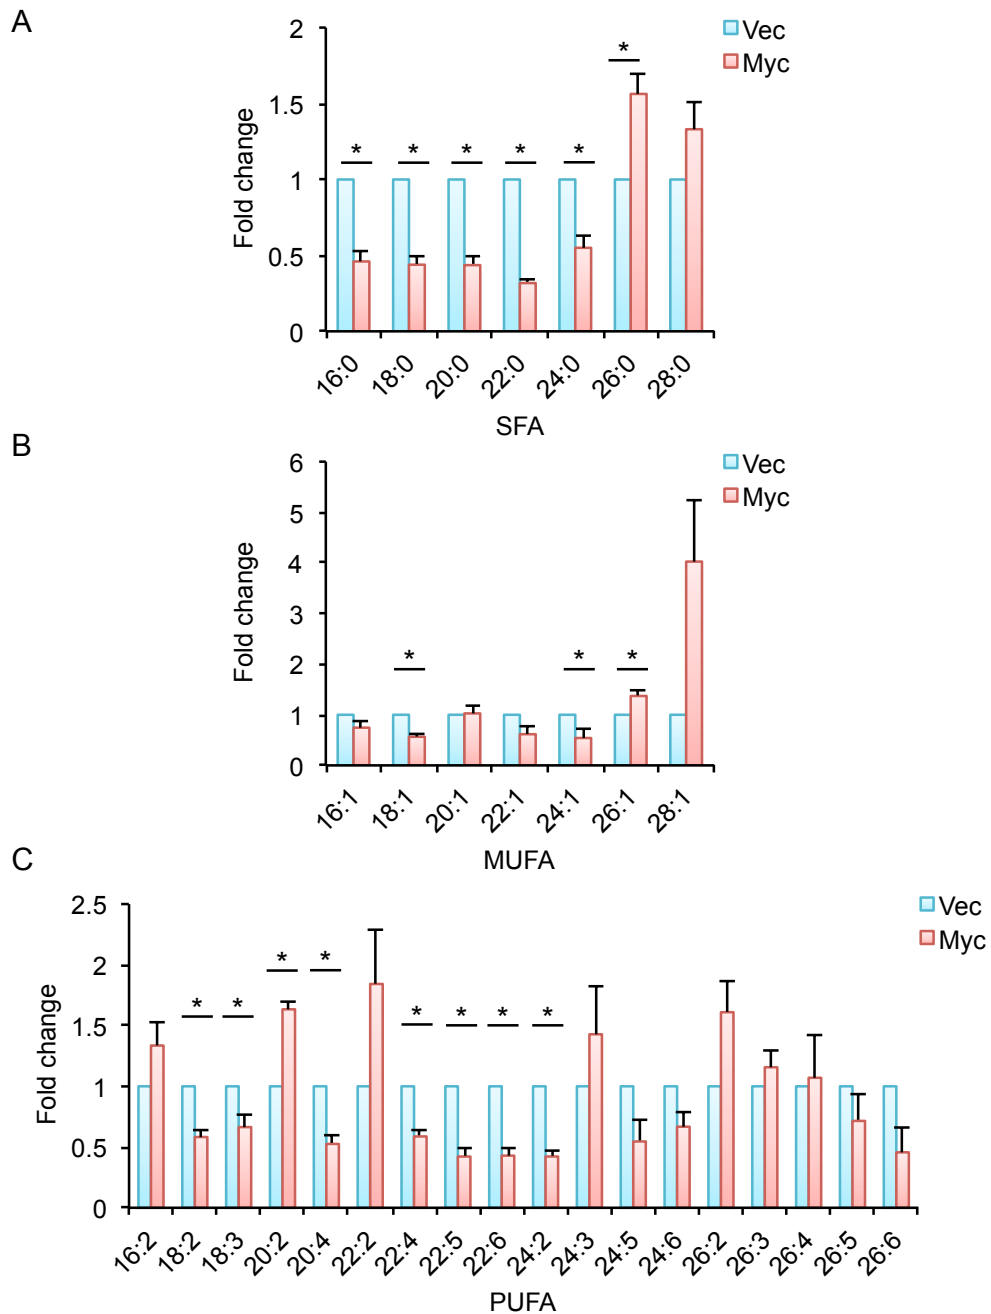 A
2
1.5
1
0.5
0
Fold change
* * * * * *
Vec
Myc
16:0 18:0 20:0 22:0 24:0 26:0 28:0
SFA
B
6
5
4
3
2
1
0
Fold change
* * *
Vec
Myc
16:1 18:1 20:1 22:1 24:1 26:1 28:1
MUFA
C
2.5
2
1.5
1
0.5
0
Fold change
* * * * * * * *
Vec
Myc
16:2 18:2 18:3 20:2 20:4 22:2 22:4 22:5 22:6 24:2 24:3 24:5 24:6 26:2 26:3 26:4 26:5 26:6
PUFA